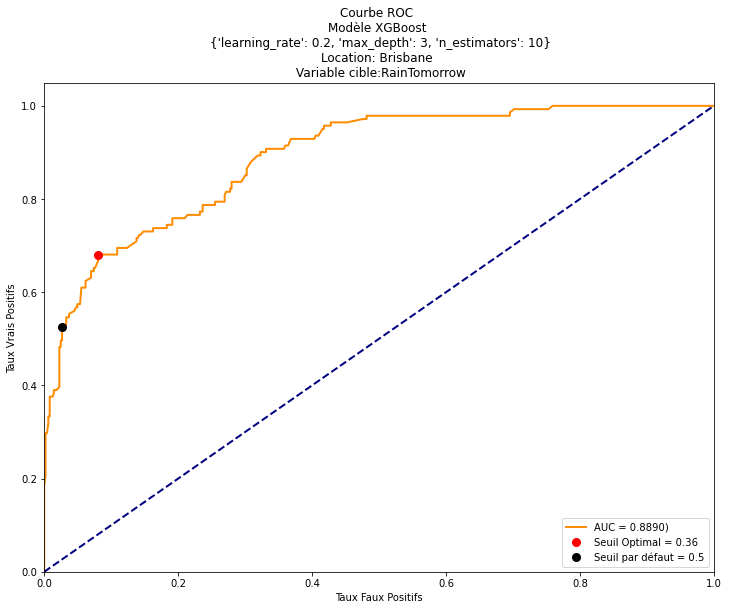 Courbe ROC
Modèle XGBoost
{'learning_rate': 0.2, 'max_depth': 3, 'n_estimators': 10}
Location: Brisbane
Variable cible:RainTomorrow
1.0
0.8
0.6
0.4
0.2
0.0
Taux Vrais Positifs
0.0 0.2 0.4 0.6 0.8 1.0
Taux Faux Positifs
AUC = 0.8890)
Seuil Optimal = 0.36
Seuil par défaut = 0.5